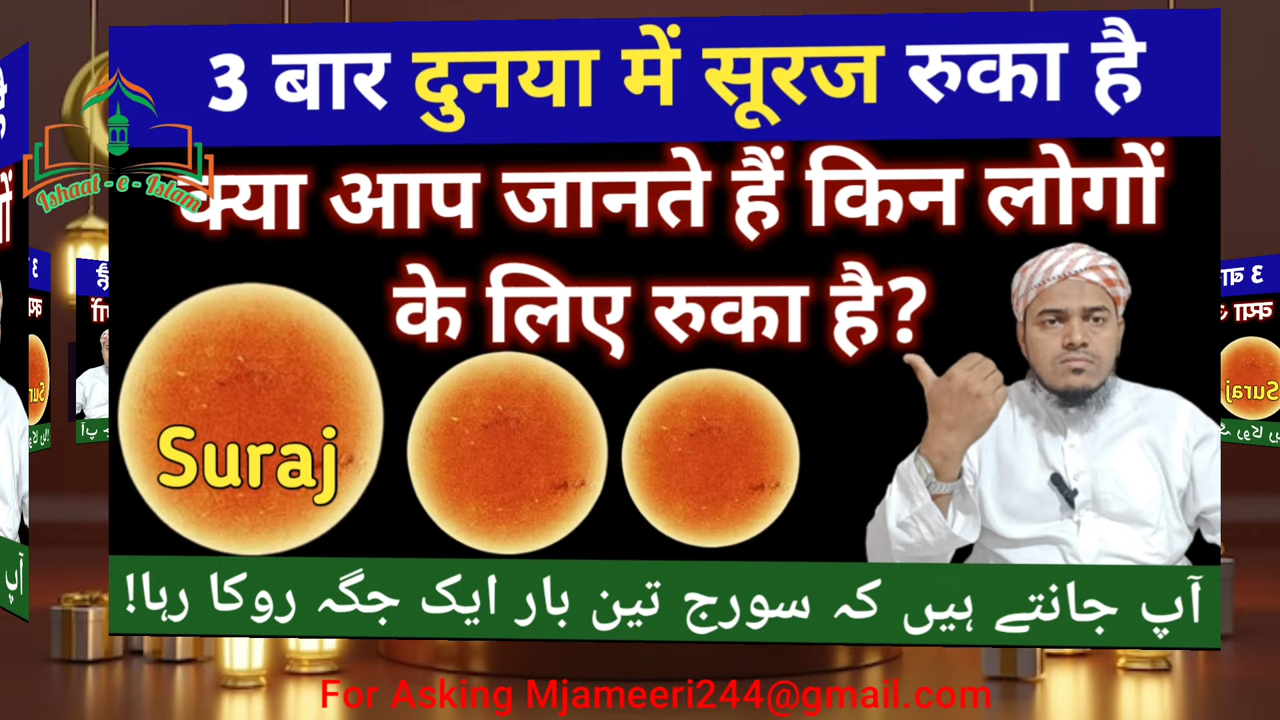 3 बार दुनया में सूरज रुका है
Ishaat - e - Islam
क्या आप जानते हैं किन लोगों
के लिए रुका है?
Suraj
آپ جانتے ہیں کہ سورج تین بار ایک جگہ روکا رہا!
For Asking Mjameeri244@gmail.com